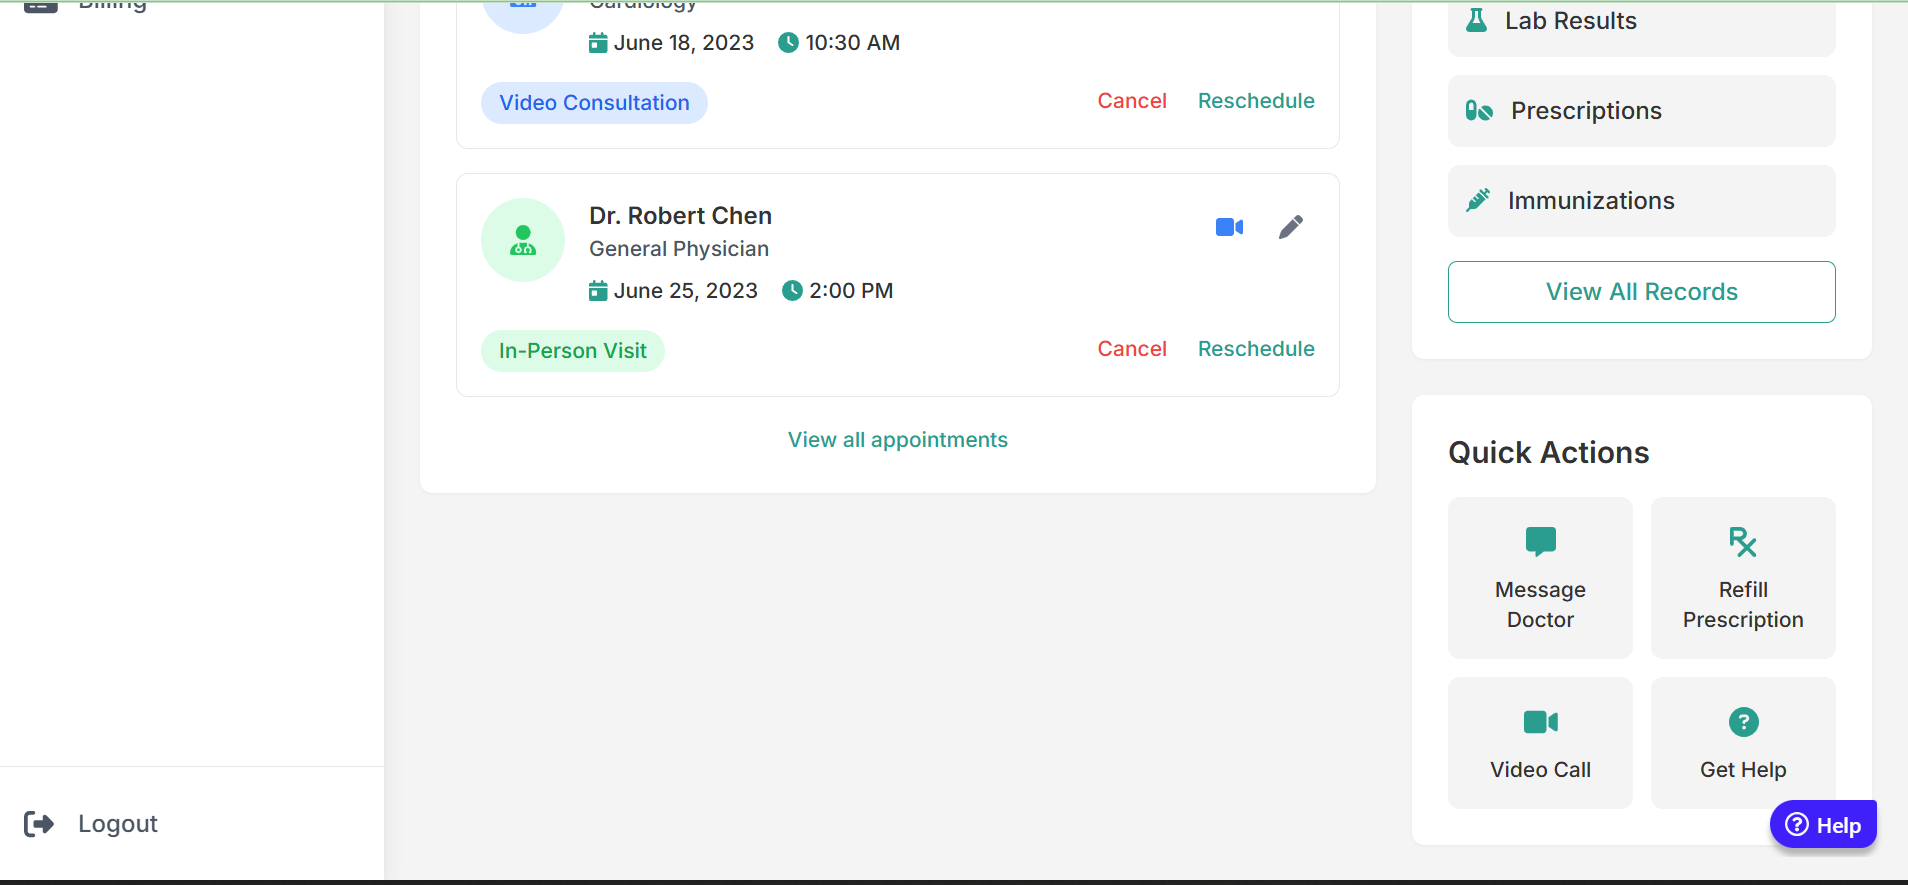 Billing
Cardiology
June 18, 2023 10:30 AM
Video Consultation
Cancel Reschedule
Dr. Robert Chen
General Physician
June 25, 2023 2:00 PM
In-Person Visit
Cancel Reschedule
View all appointments
Logout
Lab Results
Prescriptions
Immunizations
View All Records
Quick Actions
Message
Doctor
Refill
Prescription
Video Call
Get Help
Help